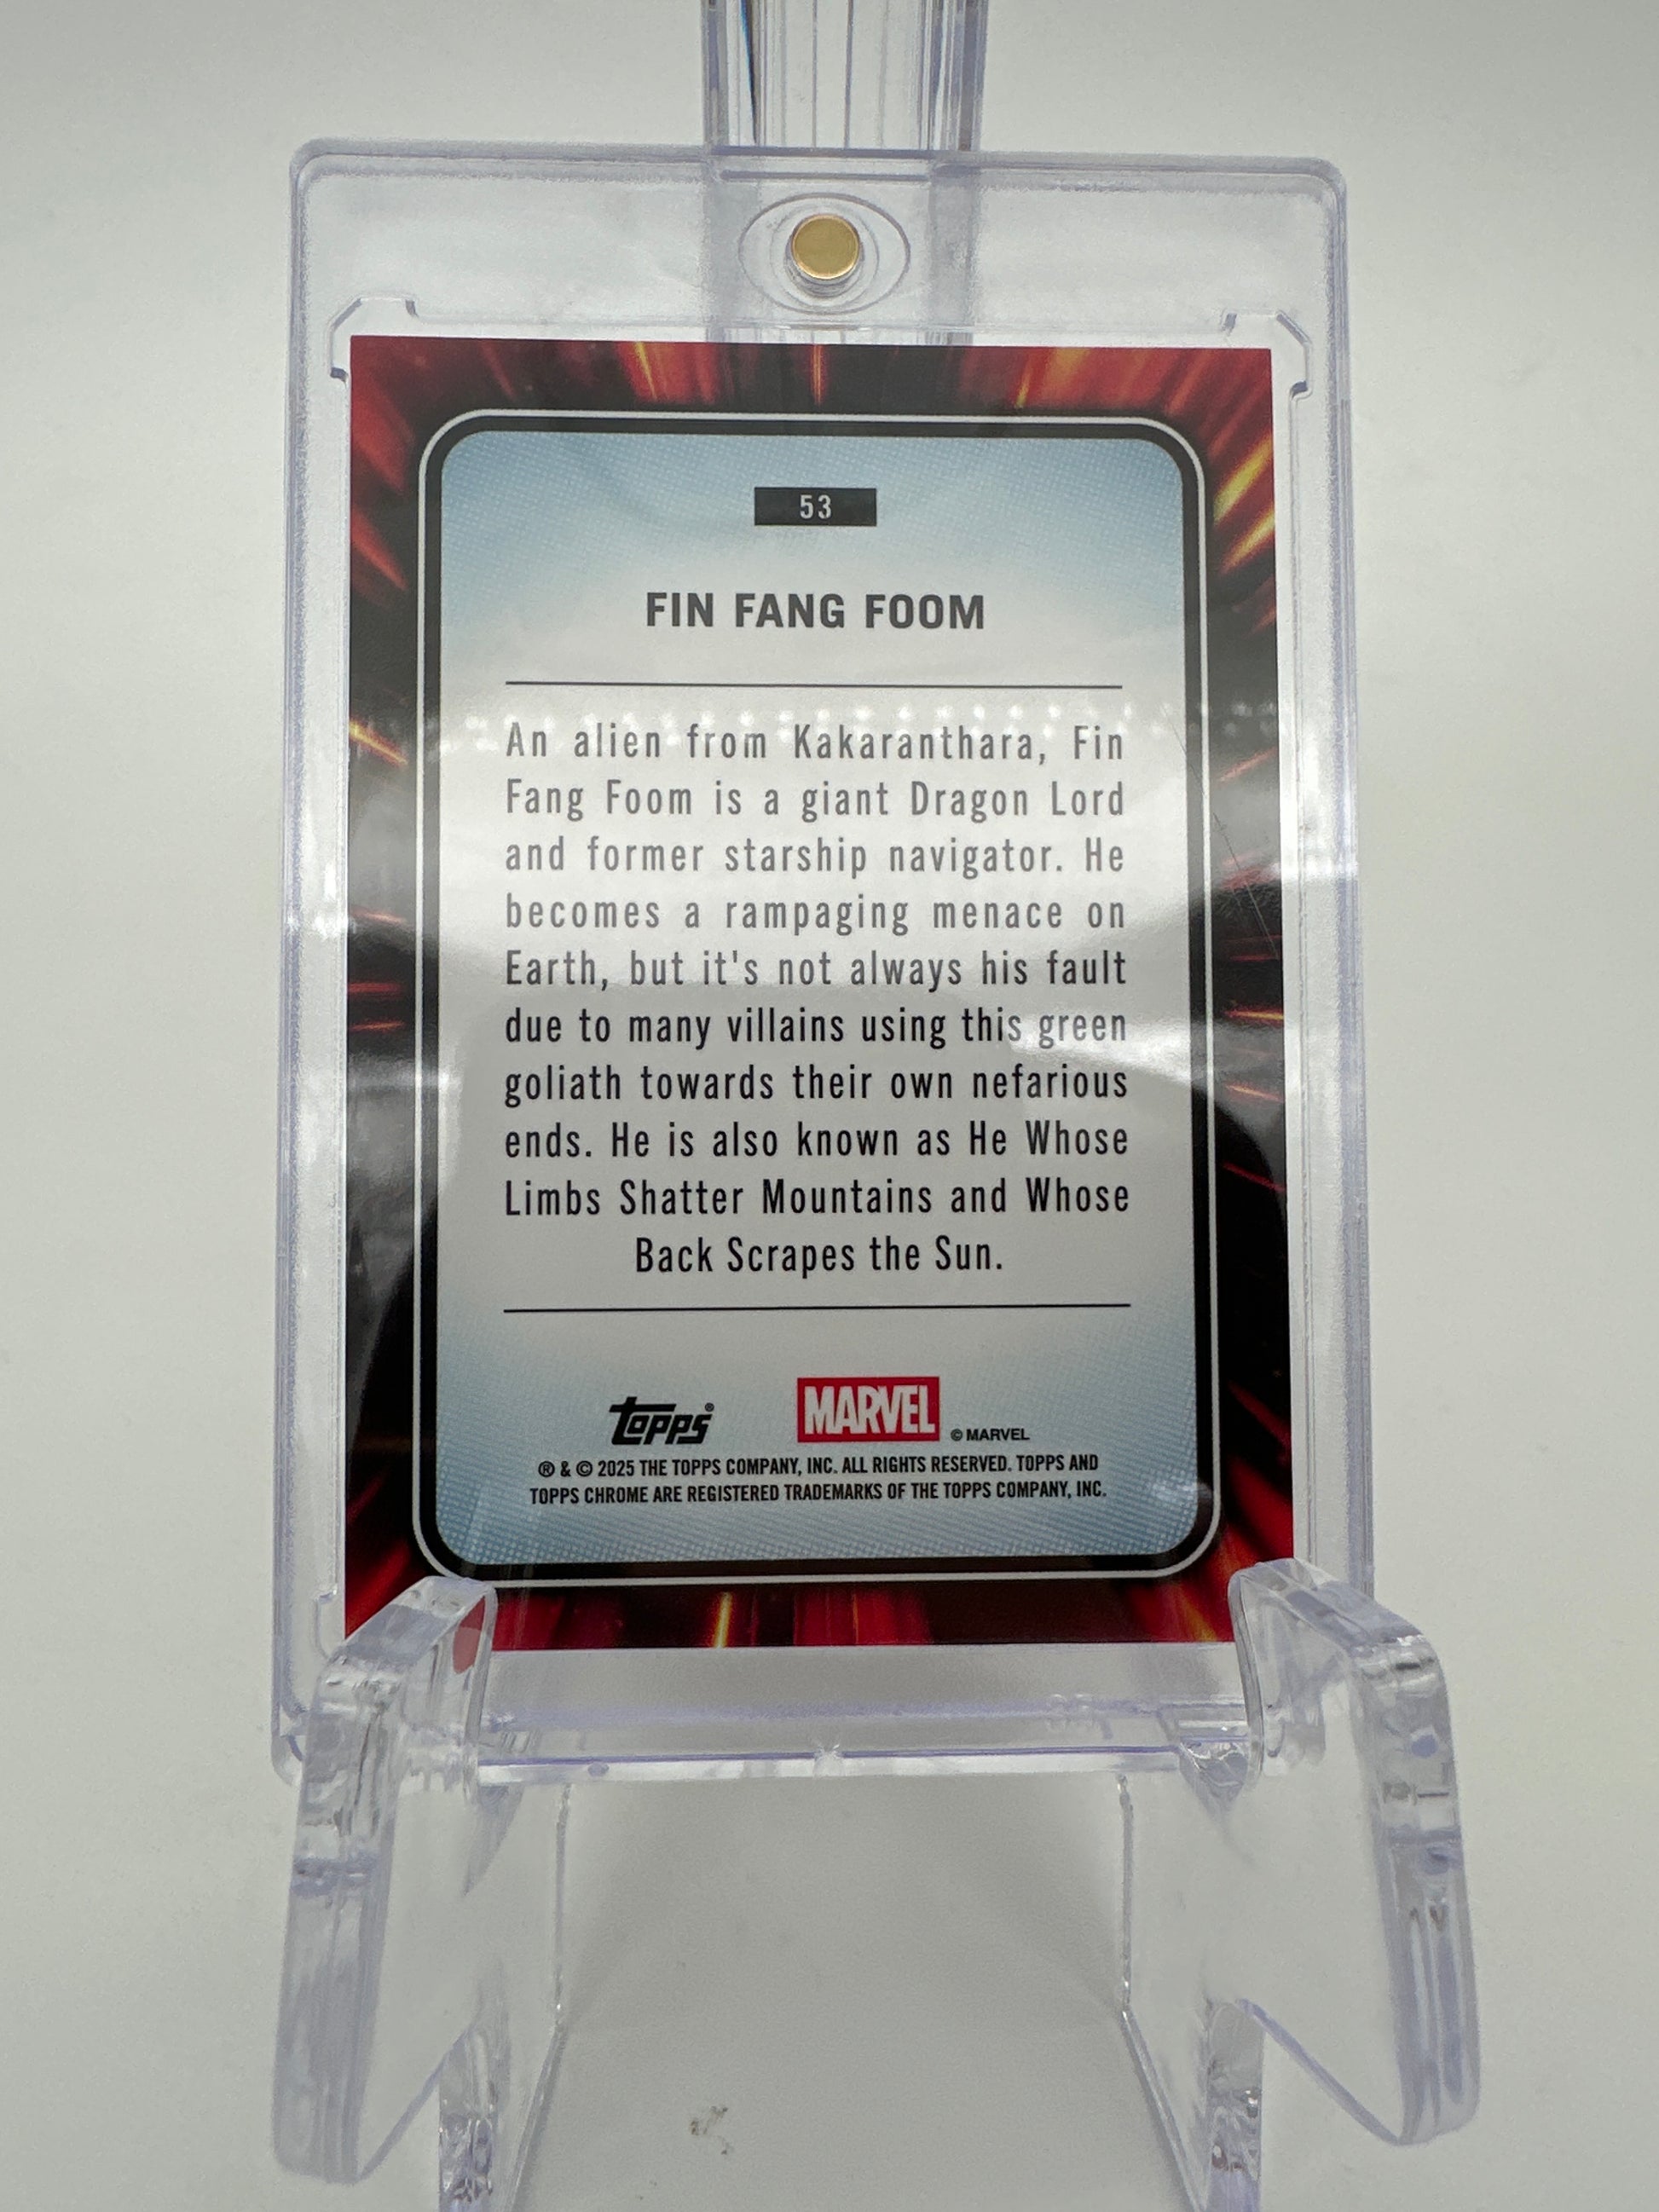 53
FIN FANG FOOM
An alien from Kakaranthara, Fin
Fang Foom is a giant Dragon Lord
and former starship navigator. He
becomes a rampaging menace on
Earth, but it's not always his fault
due to many villains using this green
goliath towards their own nefarious
ends. He is also known as He Whose
Limbs Shatter Mountains and Whose
Back Scrapes the Sun.
topps® MARVEL © MARVEL
® & © 2025 THE TOPPS COMPANY, INC. ALL RIGHTS RESERVED. TOPPS AND
TOPPS CHROME ARE REGISTERED TRADEMARKS OF THE TOPPS COMPANY, INC.